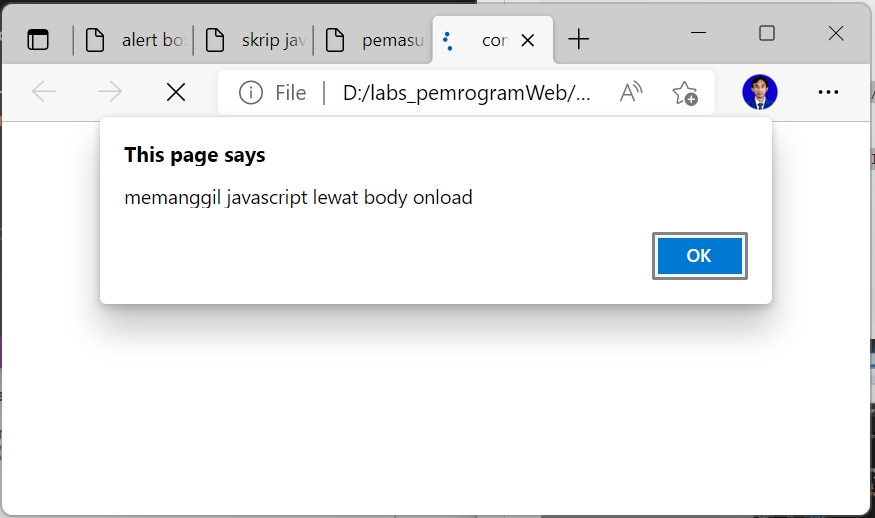 alert bo
skrip jav
pemasu
cor
File
D:/labs_pemrogramWeb/...
This page says
memanggil javascript lewat body onload
OK